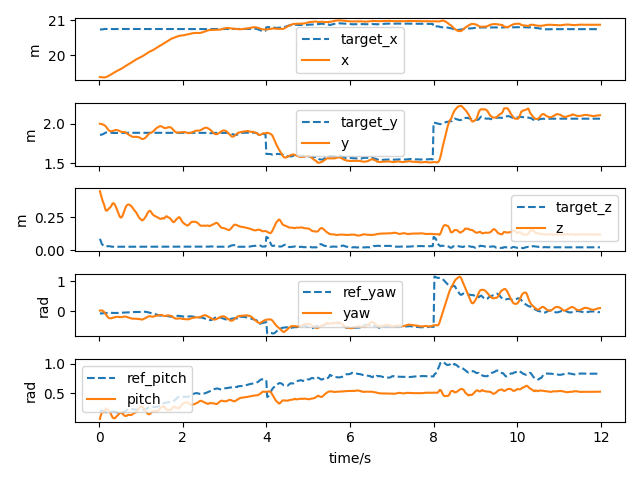 21
20
m
target_x
x
2.0
1.5
m
target_y
y
0.25
0.00
m
target_z
z
1
0
rad
ref_yaw
yaw
1.0
0.5
rad
ref_pitch
pitch
0 2 4 6 8 10 12
time/s